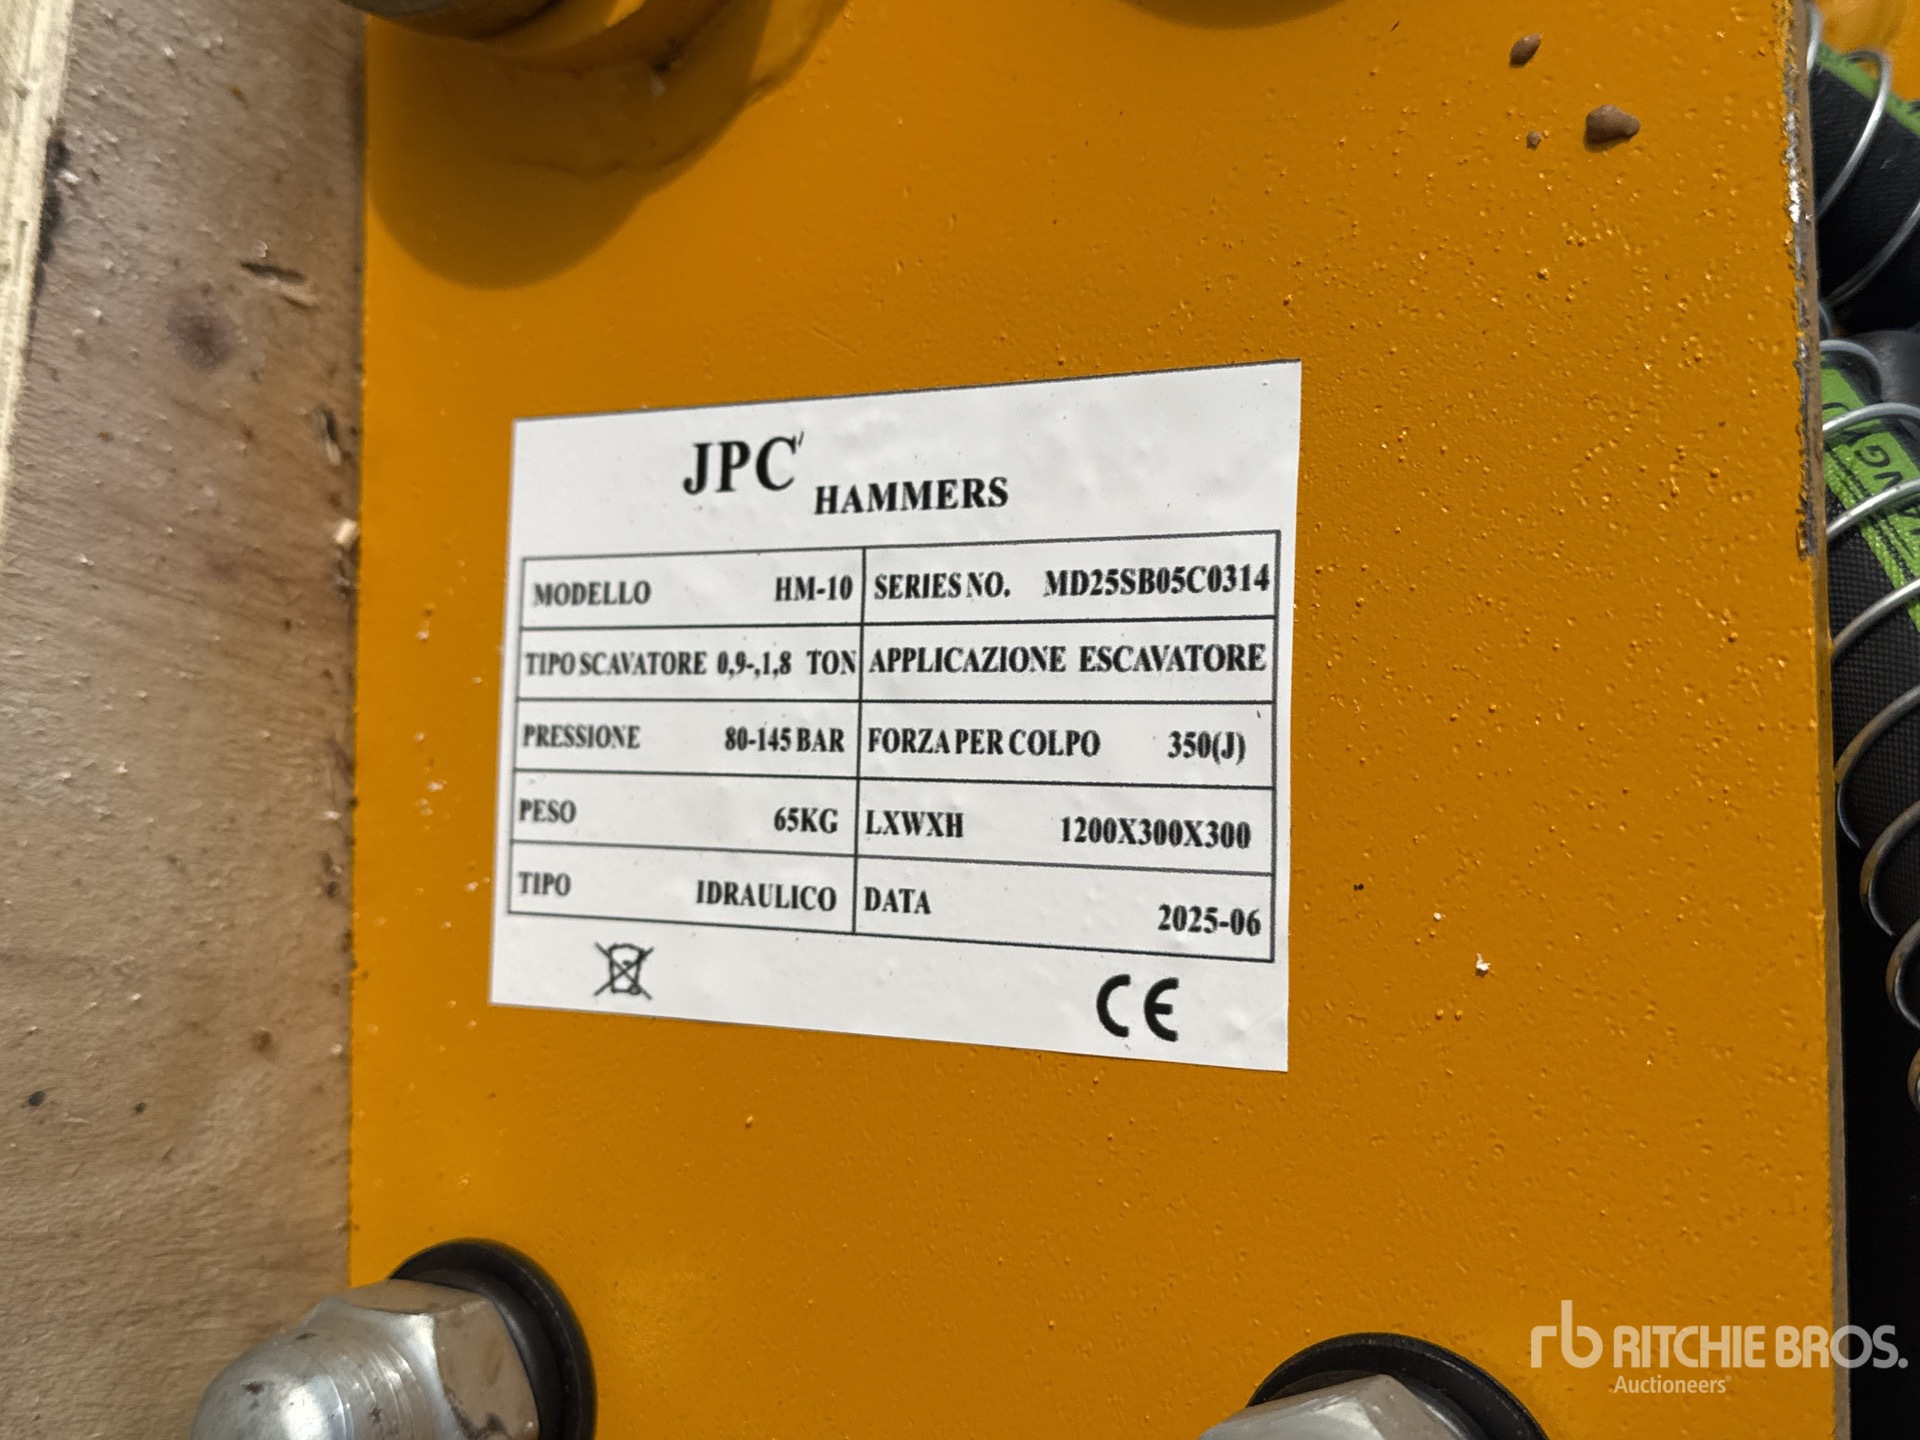 JPC'
HAMMERS
MODELLO HM-10 SERIES NO. MD25SB05C0314
TIPO SCAVATORE 0,9-,1,8 TON APPLICAZIONE ESCAVATORE
PRESSIONE 80-145 BAR FORZA PER COLPO 350(J)
PESO 65KG LXWXH 1200X300X300
TIPO IDRAULICO DATA 2025-06
CE
rb RITCHIE BROS.
Auctioneers